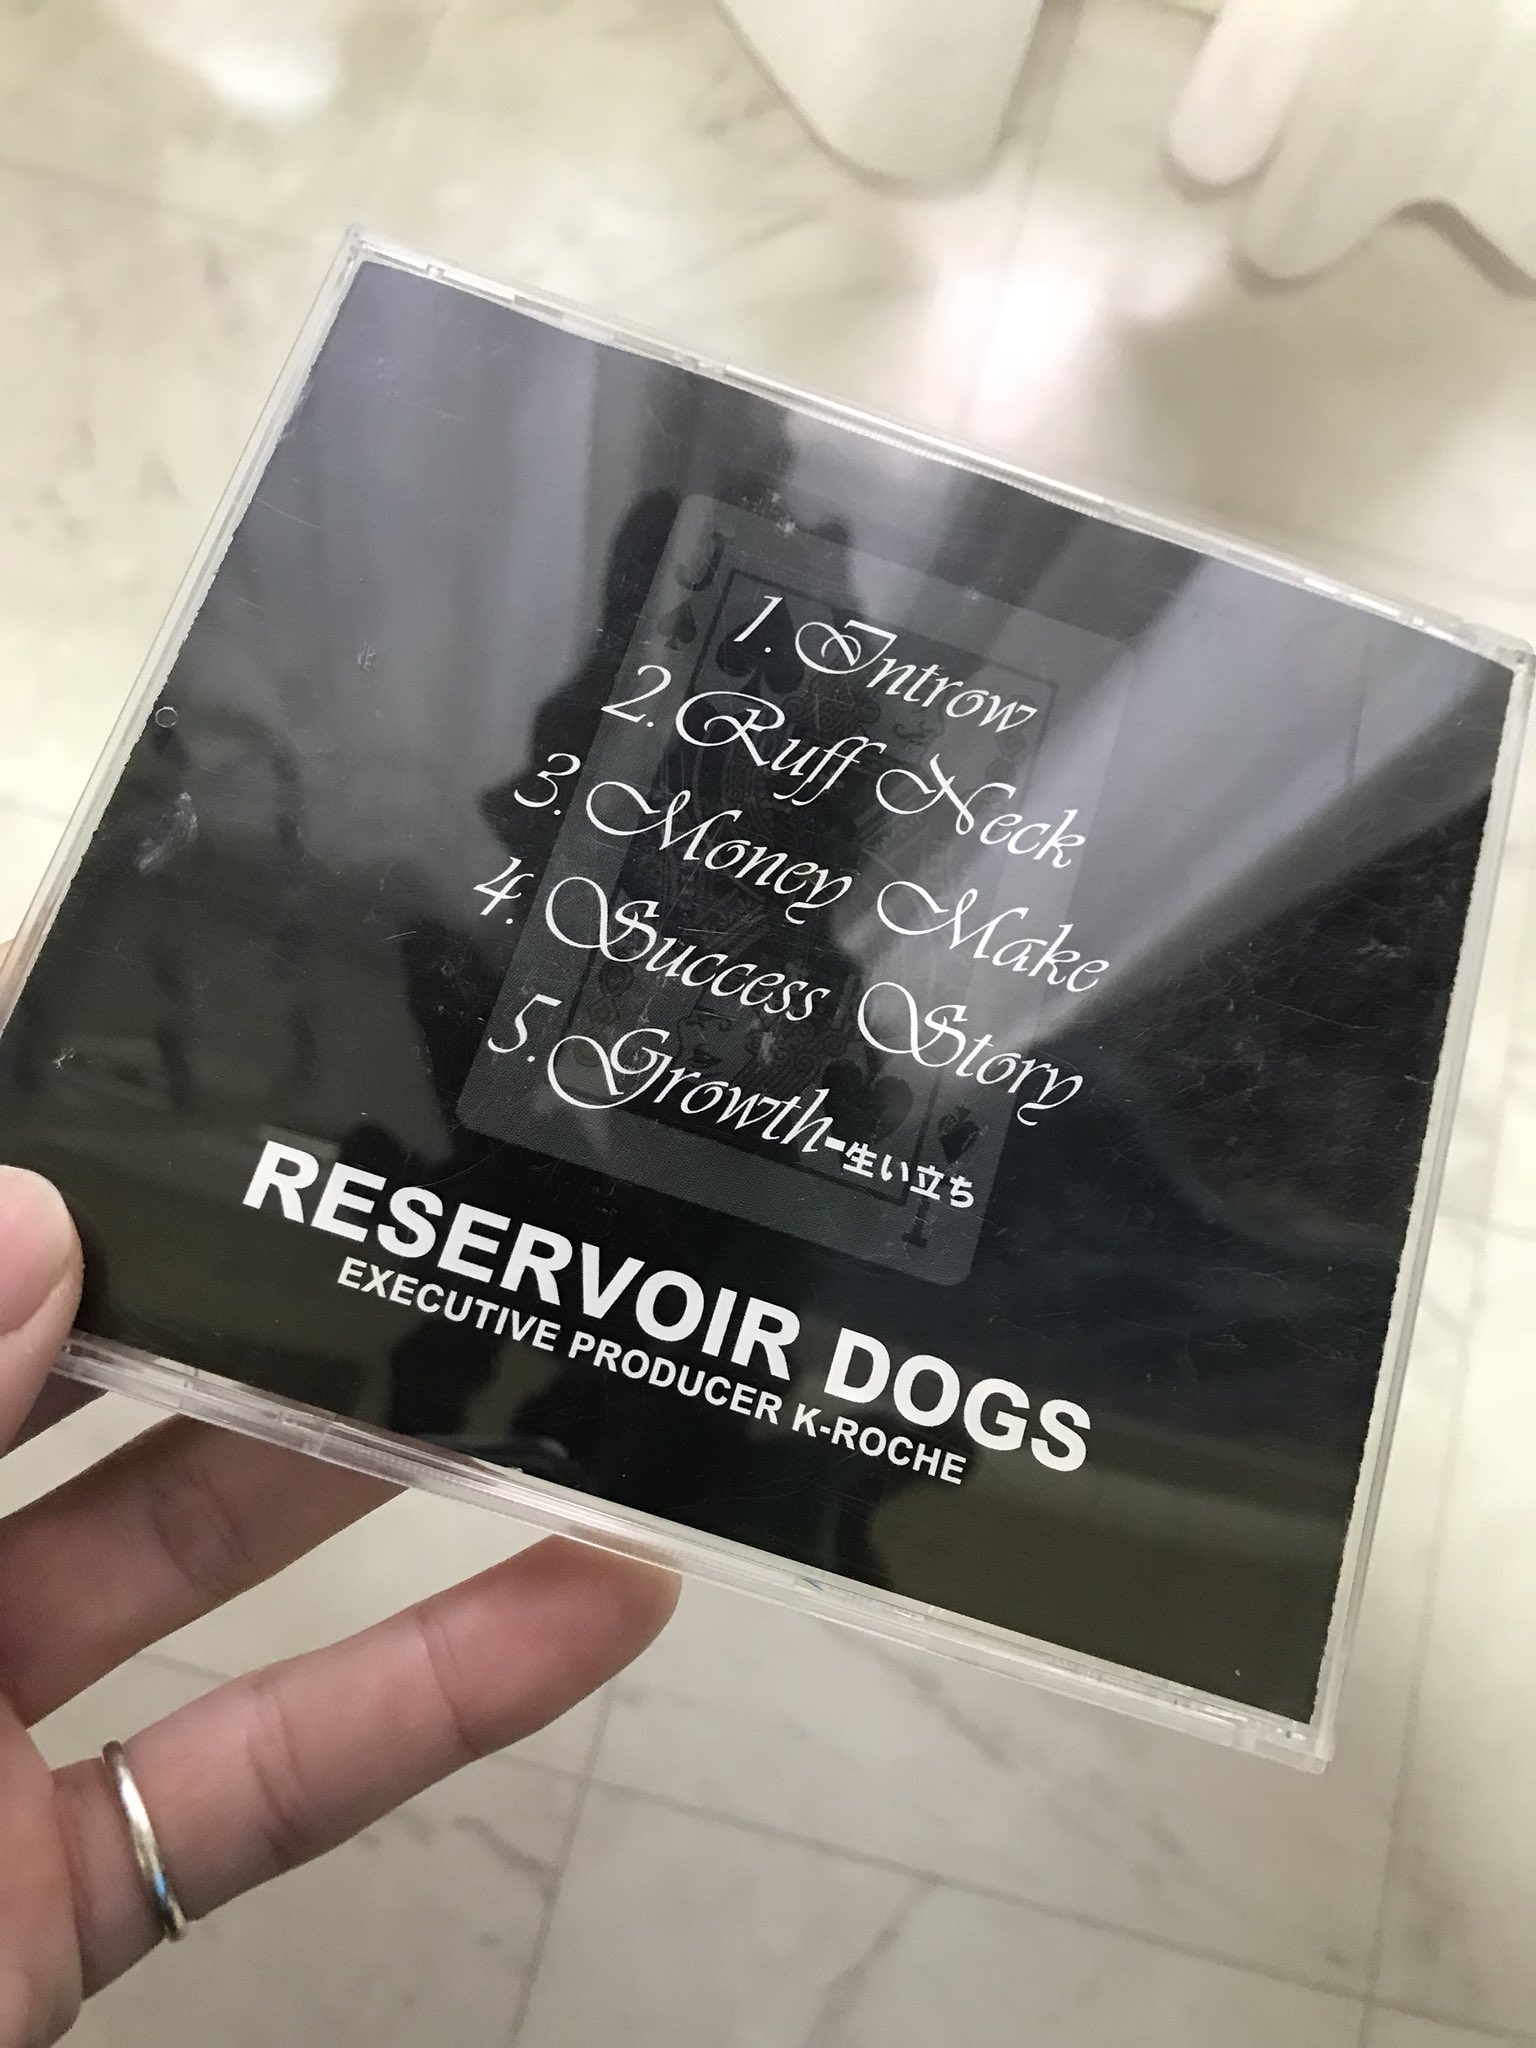 J
1. Introw
2. Ruff Neck
3. Money Make
4. Success Story
5. Growth-生い立ち
J
RESERVOIR DOGS
EXECUTIVE PRODUCER K-ROCHE